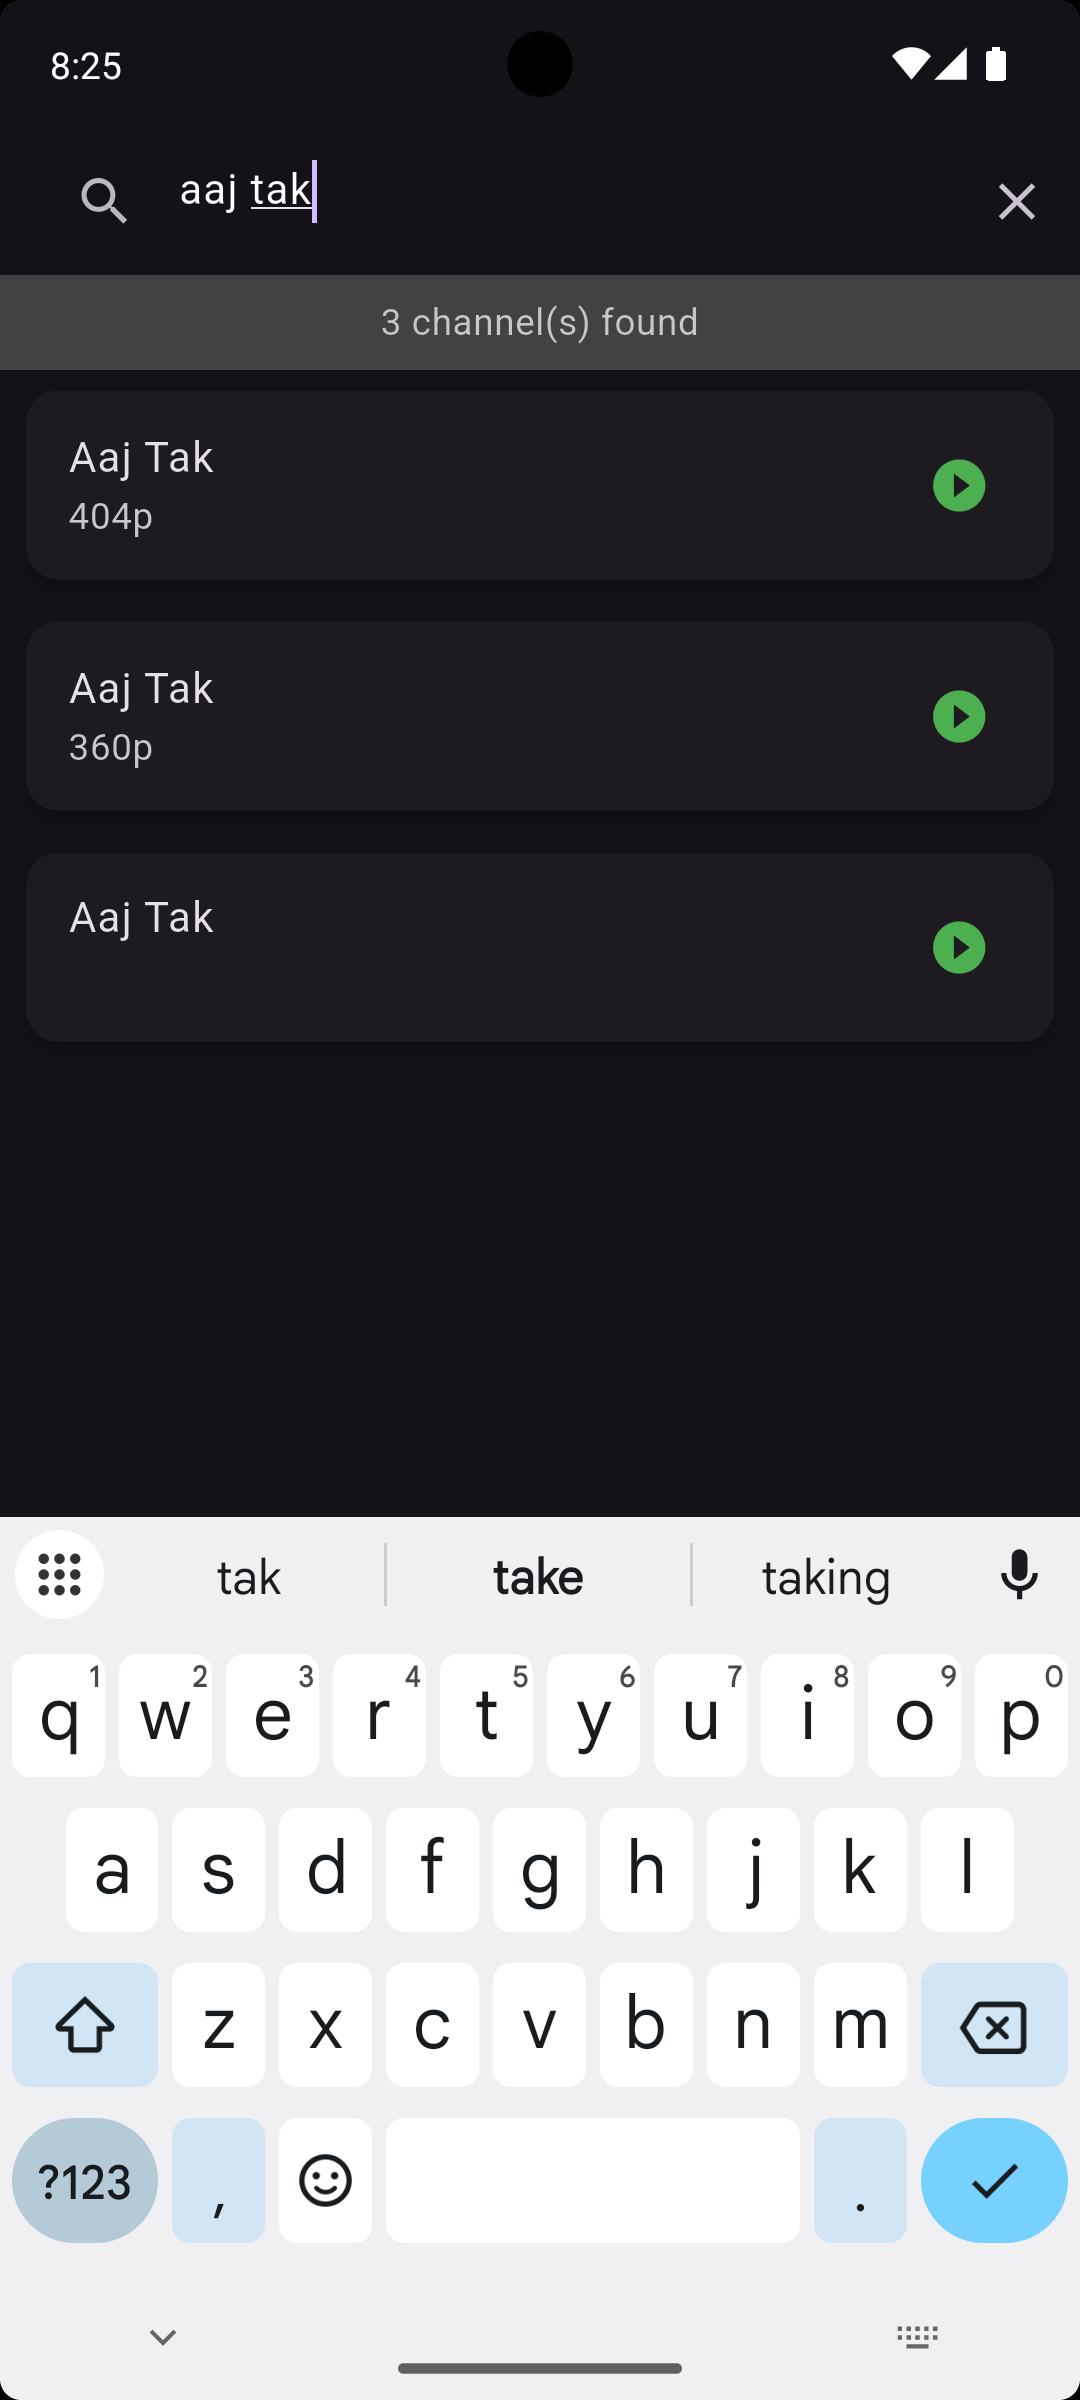 8:25
aaj tak
3 channel(s) found
Aaj Tak
404p
Aaj Tak
360p
Aaj Tak
tak take taking
1 2 3 4 5 6 7 8 9 0
q w e r t y u i o p
a s d f g h j k l
z x c v b n m
?123 , .